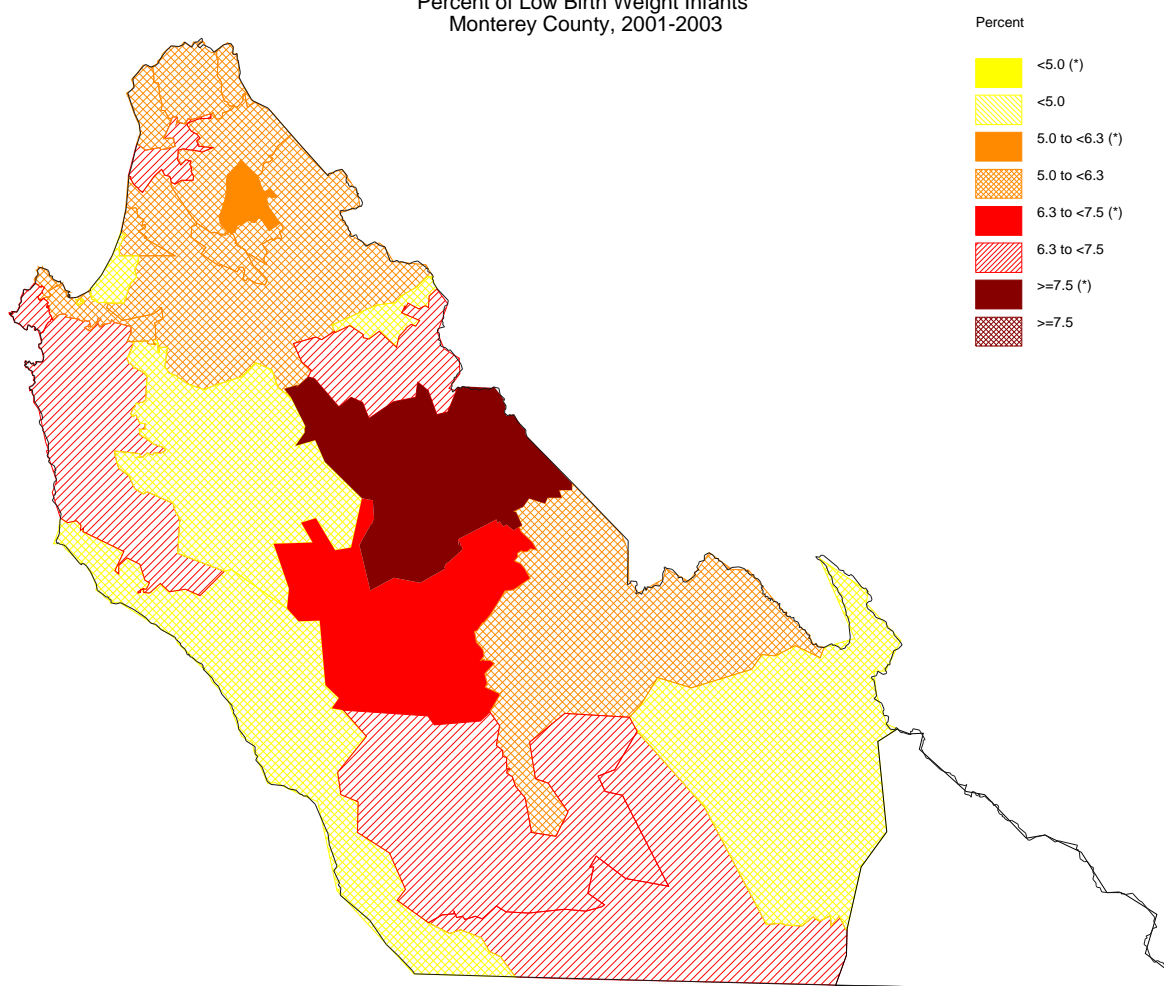 Percent of Low Birth Weight Infants
Monterey County, 2001-2003
Percent
<5.0 (*)
<5.0
5.0 to <6.3 (*)
5.0 to <6.3
6.3 to <7.5 (*)
6.3 to <7.5
>=7.5 (*)
>=7.5